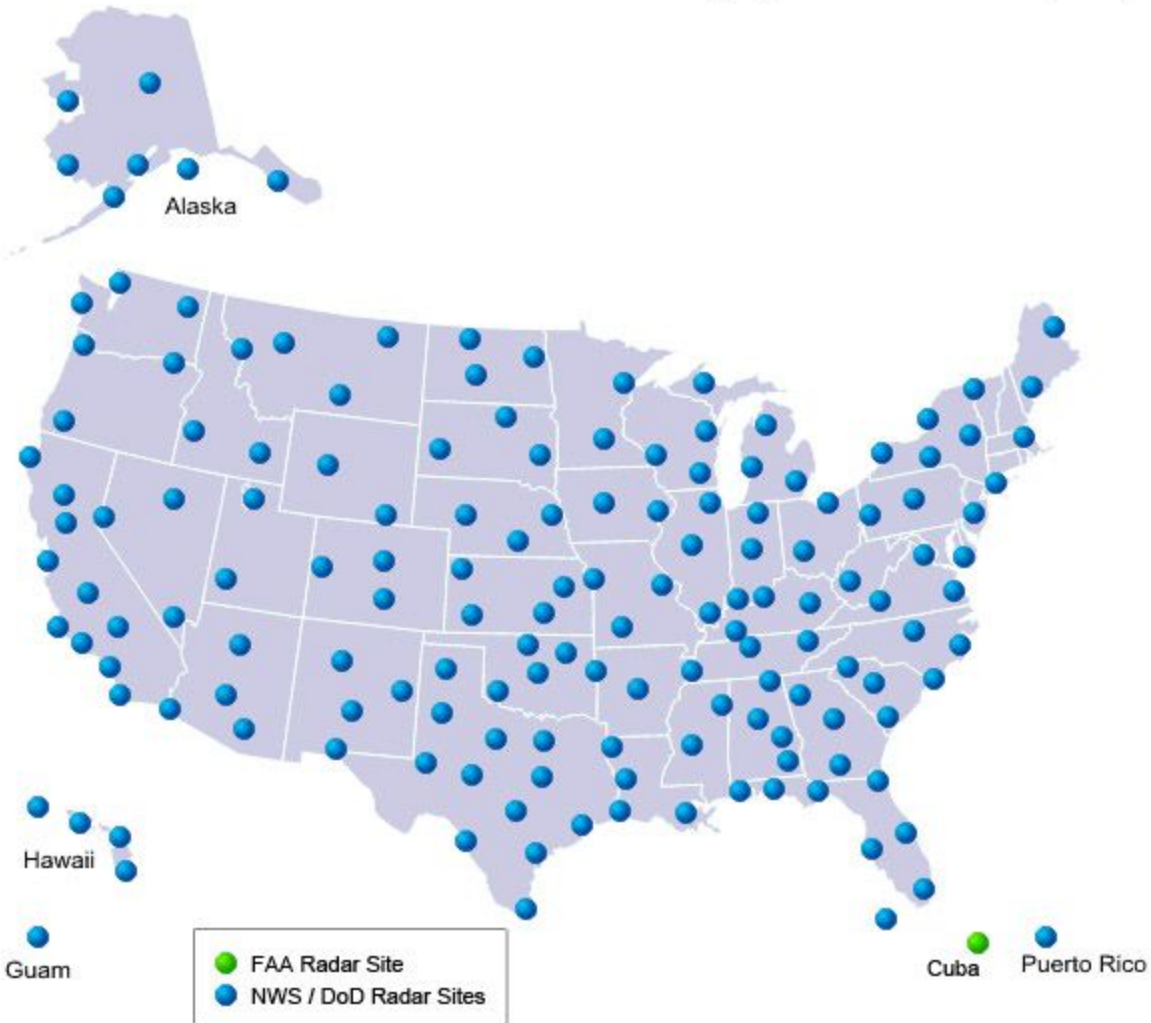 Alaska
Hawaii
Guam
FAA Radar Site
NWS / DoD Radar Sites
Cuba
Puerto Rico